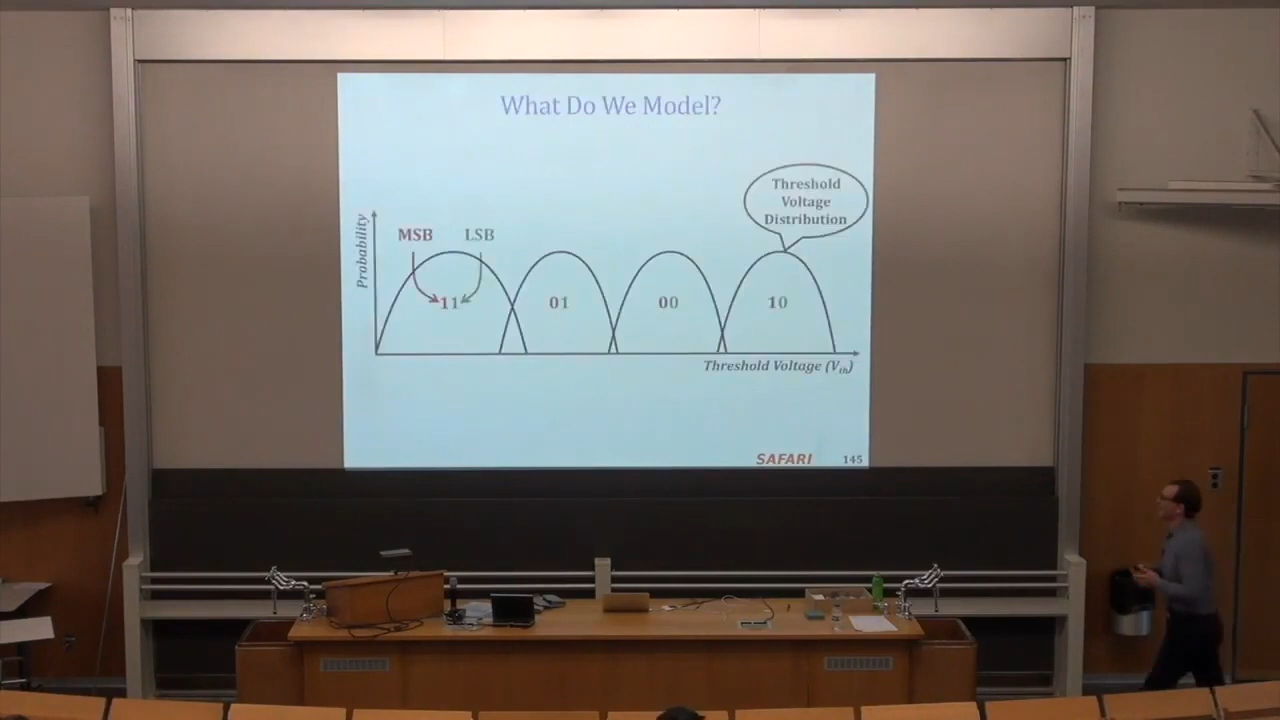 What Do We Model?
Threshold
Voltage
Distribution
Probability
MSB LSB
11 01 00 10
Threshold Voltage (Vth)
SAFARI 145